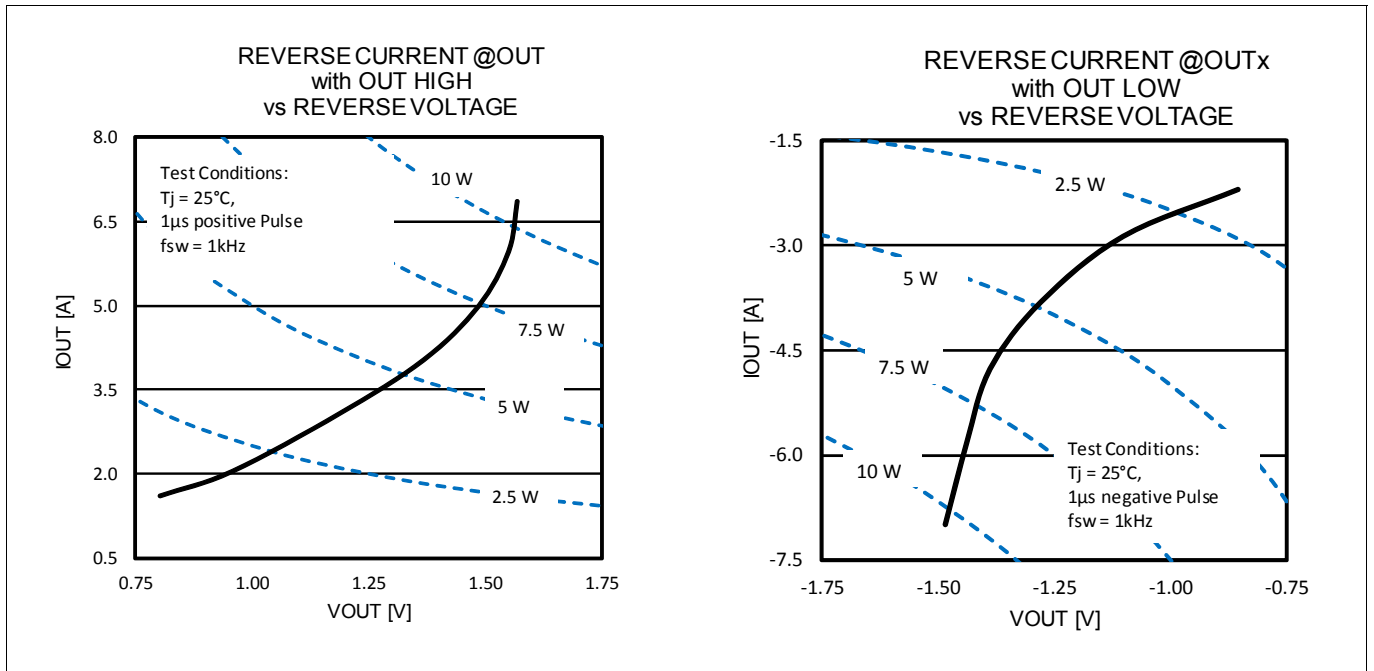 REVERSE CURRENT @OUT
with OUT HIGH
vs REVERSE VOLTAGE
8.0
6.5
5.0
3.5
2.0
0.5
IOUT [A]
Test Conditions:
Tj = 25°C,
1µs positive Pulse
fsw = 1kHz
10 W
7.5 W
5 W
2.5 W
0.75
1.00
1.25
1.50
1.75
VOUT [V]
REVERSE CURRENT @OUTx
with OUT LOW
vs REVERSE VOLTAGE
-1.5
-3.0
-4.5
-6.0
-7.5
IOUT [A]
2.5 W
5 W
7.5 W
10 W
Test Conditions:
Tj = 25°C,
1µs negative Pulse
fsw = 1kHz
-1.75
-1.50
-1.25
-1.00
-0.75
VOUT [V]